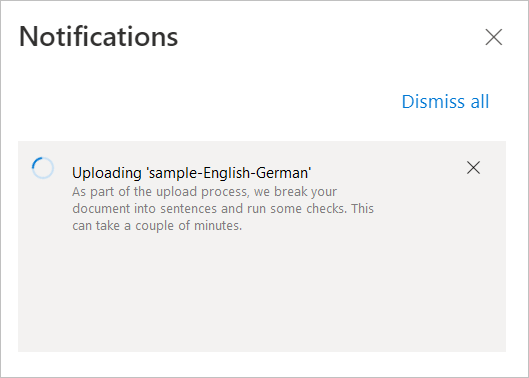 Notifications
Dismiss all
Uploading 'sample-English-German'
As part of the upload process, we break your
document into sentences and run some checks. This
can take a couple of minutes.